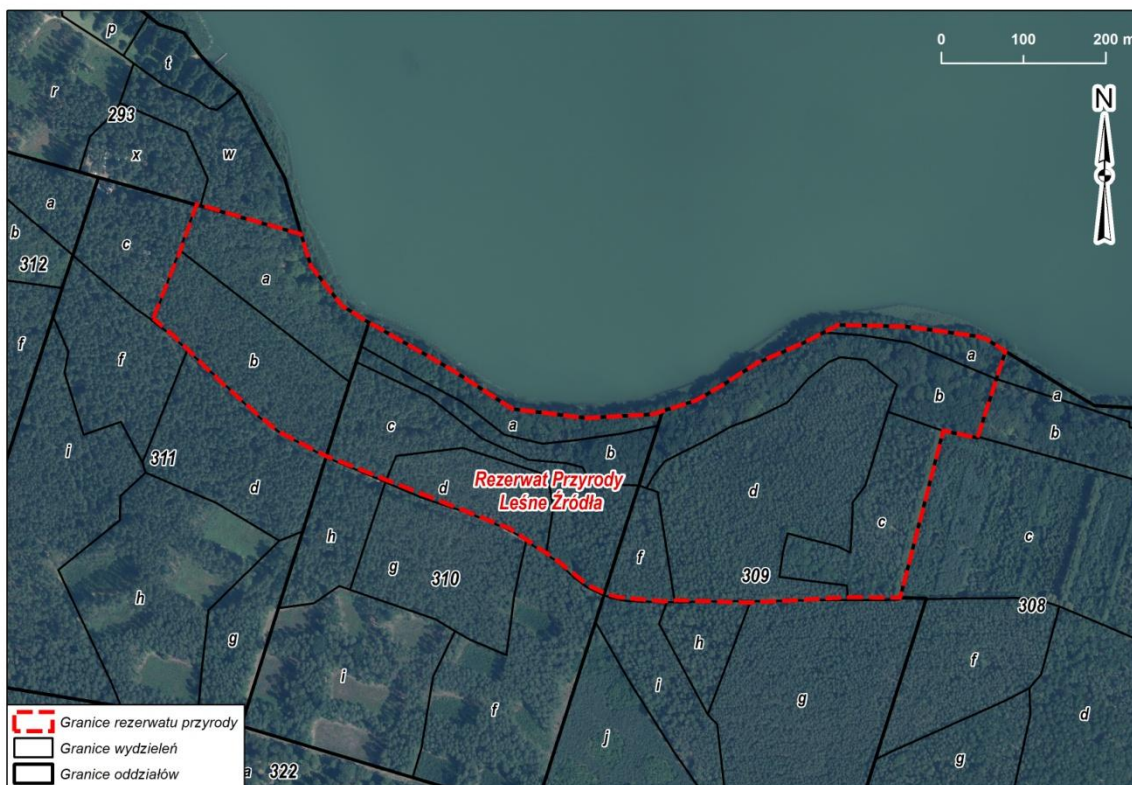 p
t
0 100 200 m
r
293
N
x
w
a
c
b
312
a
f
f
b
a
a
c
a
b
b
b
i
311
d
d
Rezerwat Przyrody
Leśne Źródła
d
c
c
h
f
g
310
309
h
308
h
g
i
f
i
g
f
d
j
g
Granice rezerwatu przyrody
Granice wydzieleń
Granice oddziałów
a
322